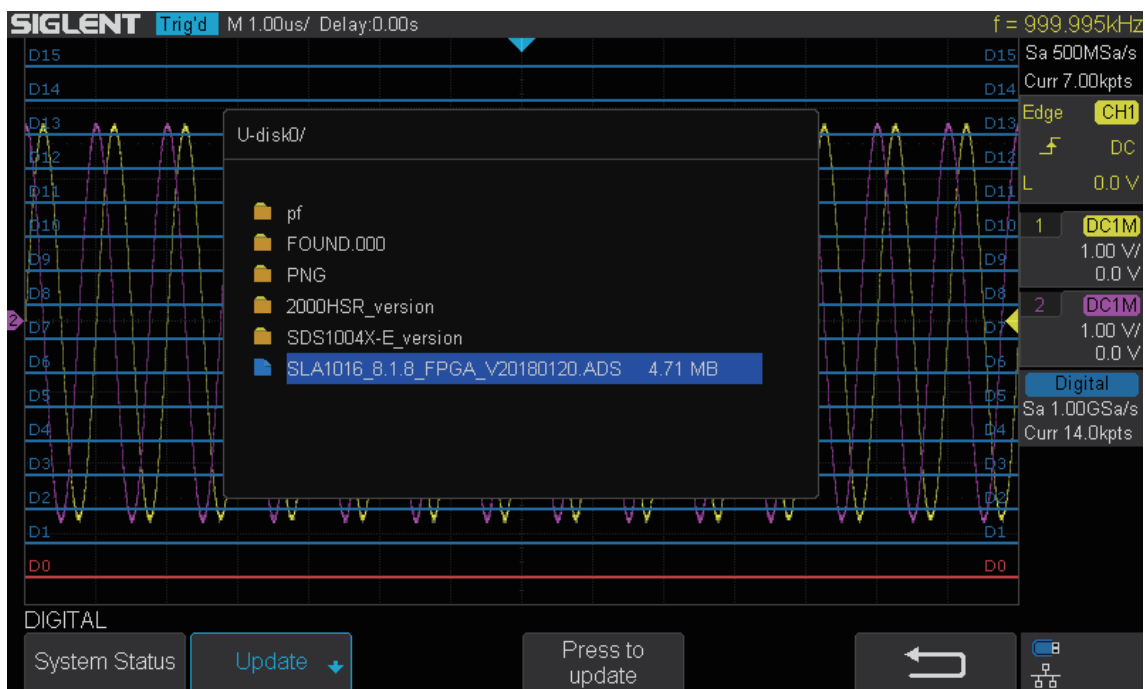 SIGLENT Trig'd M 1.00us/ Delay:0.00s f = 999.995kHz
Sa 500MSa/s
Curr 7.00kpts
Edge CH1
DC
L 0.0 V
1 DC1M
1.00 V/
0.0 V
2 DC1M
1.00 V/
0.0 V
Digital
Sa 1.00GSa/s
Curr 14.0kpts
D15 D15
D14 D14
D13 D13
D12 D12
D11 D11
D10 D10
D9 D9
D8 D8
D7 D7
D6 D6
D5 D5
D4 D4
D3 D3
D2 D2
D1 D1
D0 D0
2
U-disk0/
pf
FOUND.000
PNG
2000HSR_version
SDS1004X-E_version
SLA1016_8.1.8_FPGA_V20180120.ADS 4.71 MB
DIGITAL
System Status
Update
Press to
update